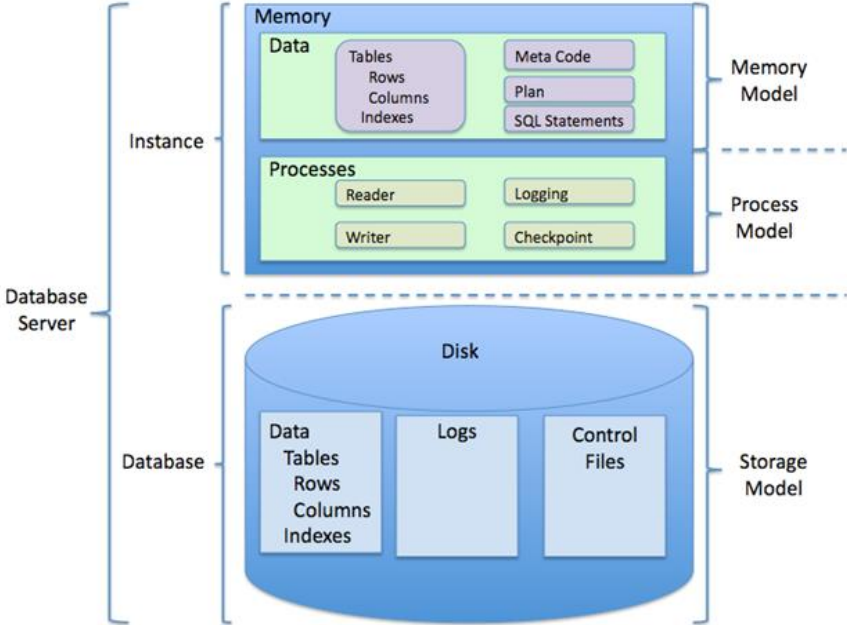 Memory
Data
Tables
Rows
Columns
Indexes
Meta Code
Plan
SQL Statements
Memory
Model
Instance
Processes
Reader
Logging
Writer
Checkpoint
Process
Model
Database
Server
Disk
Data
Tables
Rows
Columns
Indexes
Logs
Control
Files
Database
Storage
Model